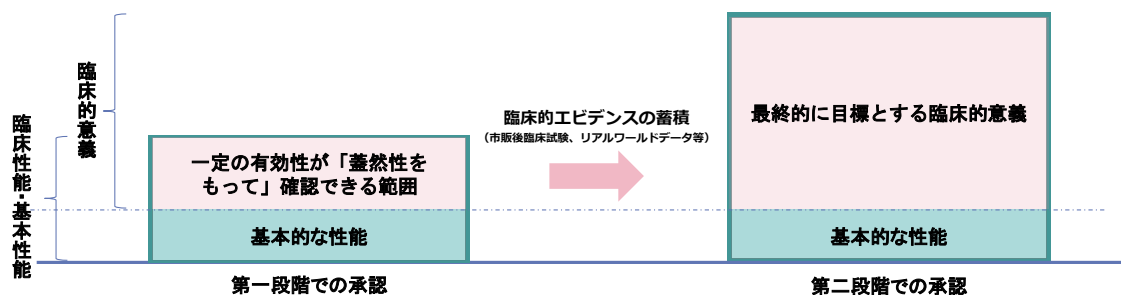 臨床性能・基本性能
臨床的意義
一定の有効性が「蓋然性を
もって」確認できる範囲
基本的な性能
第一段階での承認
臨床的エビデンスの蓄積
（市販後臨床試験、リアルワールドデータ等）
最終的に目標とする臨床的意義
基本的な性能
第二段階での承認